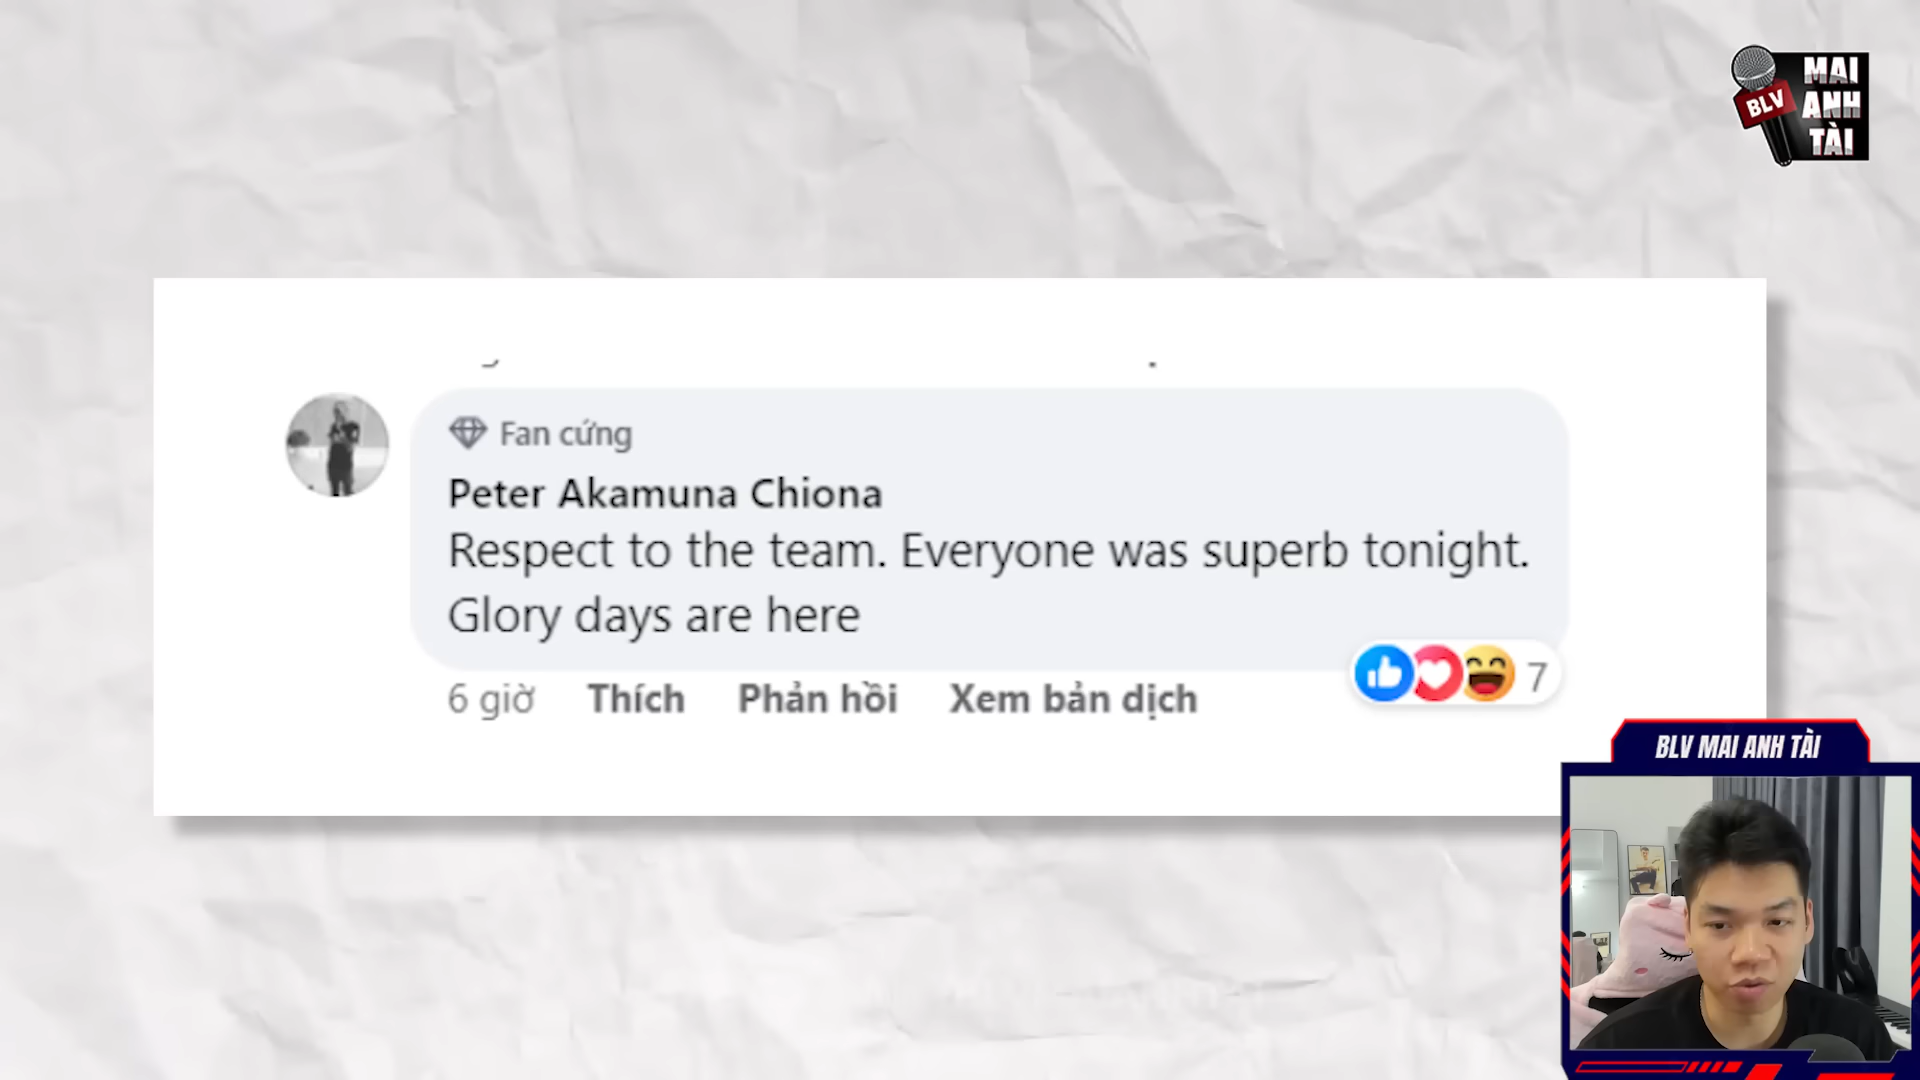 MAI
BLV
ANH
TÀI
Fan cứng
Peter Akamuna Chiona
Respect to the team. Everyone was superb tonight.
Glory days are here
7
6 giờ Thích Phản hồi Xem bản dịch
BLV MAI ANH TÀI